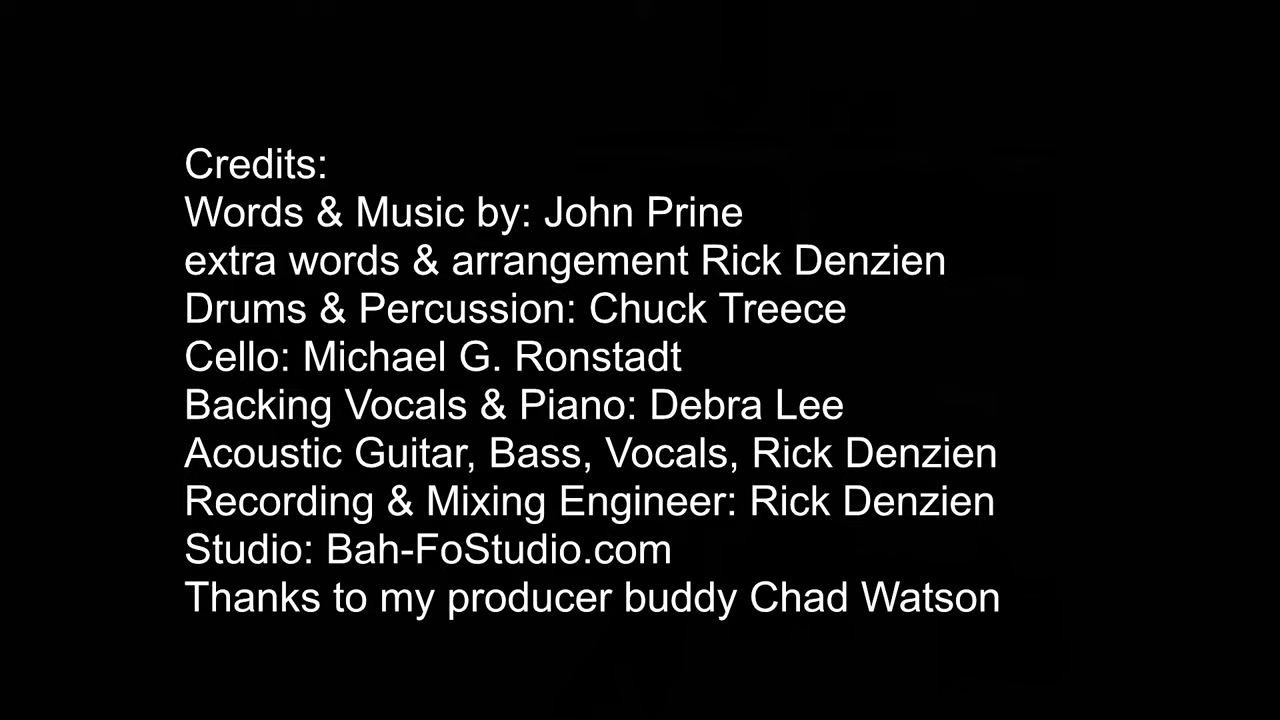 Credits:
Words & Music by: John Prine
extra words & arrangement Rick Denzien
Drums & Percussion: Chuck Treece
Cello: Michael G. Ronstadt
Backing Vocals & Piano: Debra Lee
Acoustic Guitar, Bass, Vocals, Rick Denzien
Recording & Mixing Engineer: Rick Denzien
Studio: Bah-FoStudio.com
Thanks to my producer buddy Chad Watson